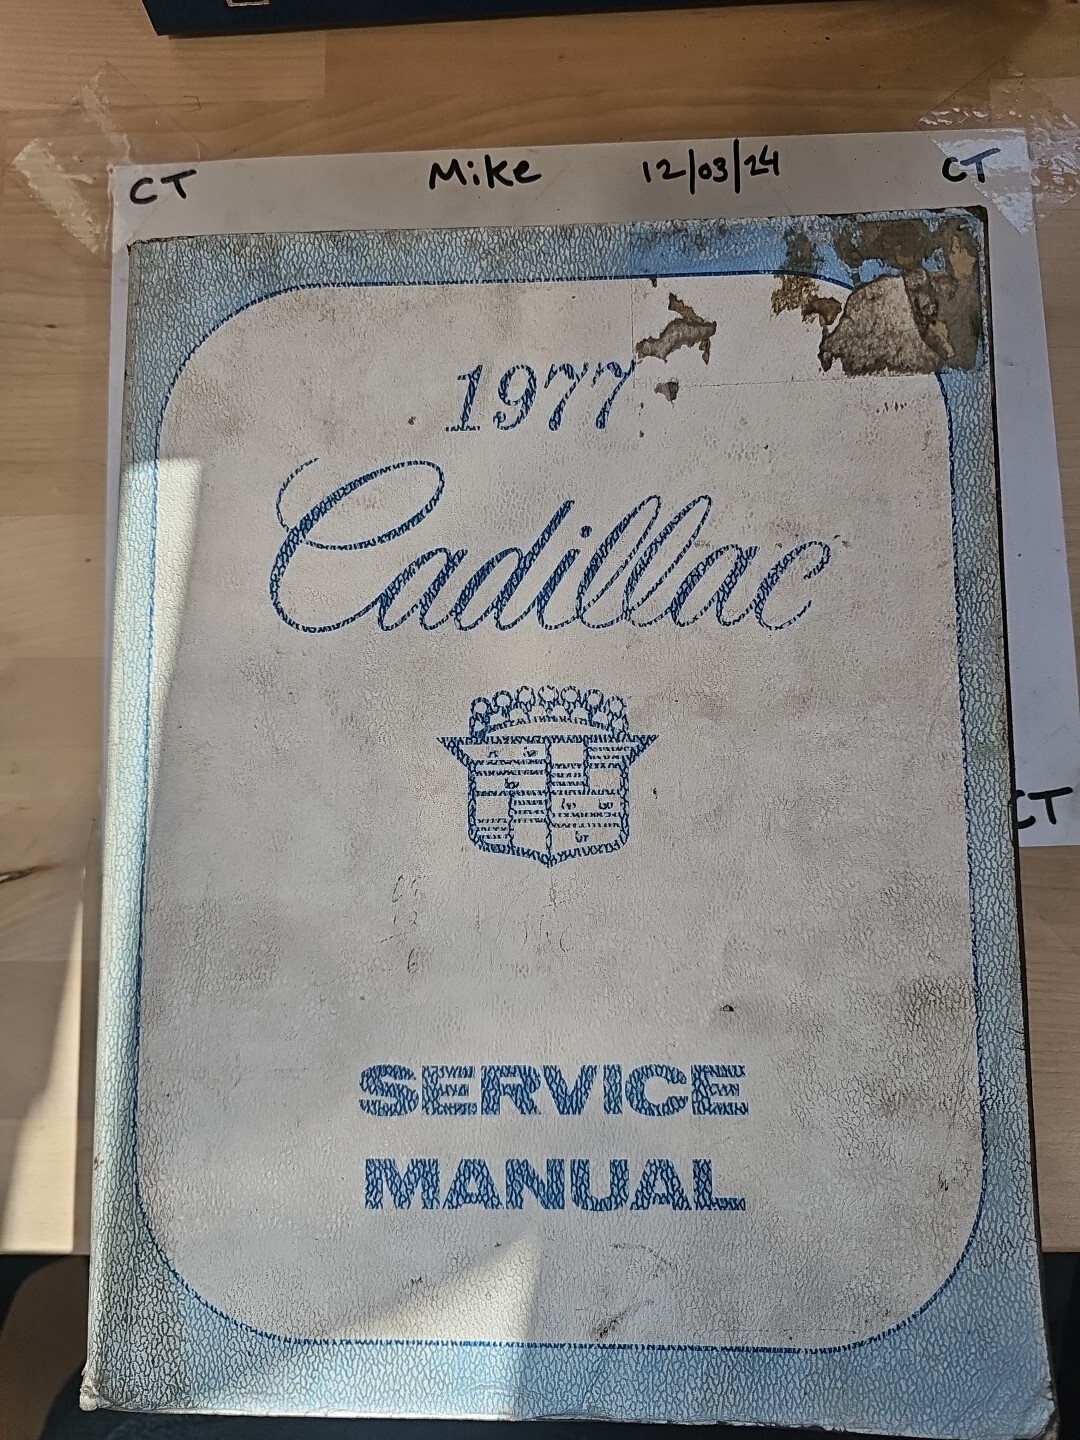 CT Mike 12/03/24 CT
1977
Cadillac
CT
SERVICE
MANUAL